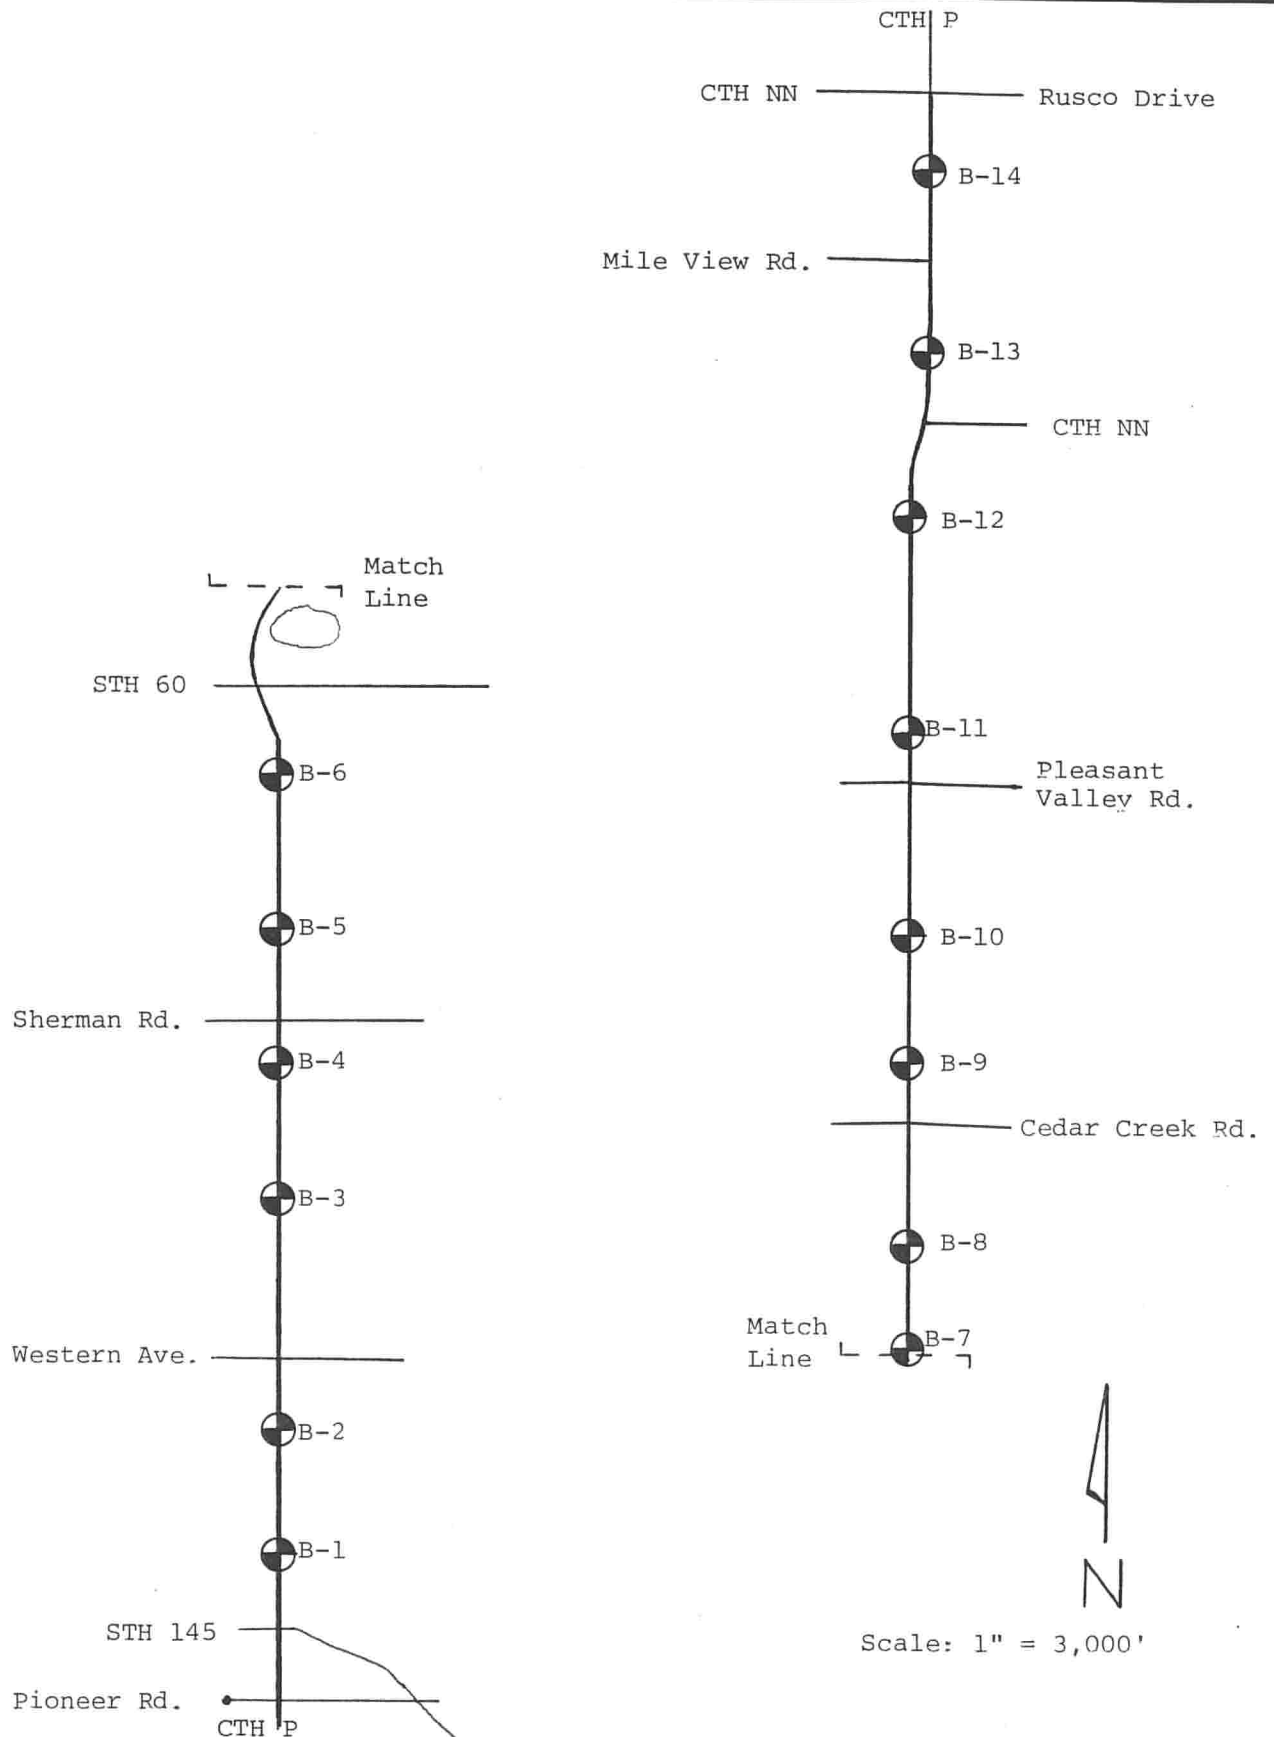 CTH P
CTH NN
Rusco Drive
B-14
Mile View Rd.
B-13
CTH NN
B-12
B-11
Pleasant
Valley Rd.
B-10
B-9
Cedar Creek Rd.
B-8
B-7
Match
Line
N
Scale: 1" = 3,000'
Match
Line
STH 60
B-6
B-5
Sherman Rd.
B-4
B-3
Western Ave.
B-2
B-1
STH 145
Pioneer Rd.
CTH P